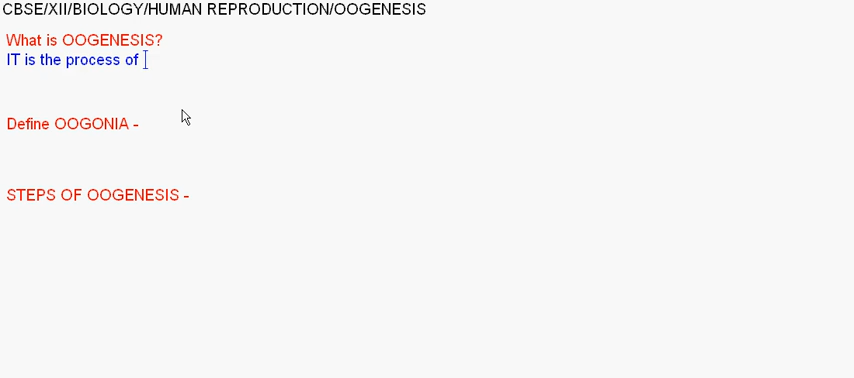 CBSE/XII/BIOLOGY/HUMAN REPRODUCTION/OOGENESIS
What is OOGENESIS?
IT is the process of
Define OOGONIA -
STEPS OF OOGENESIS -